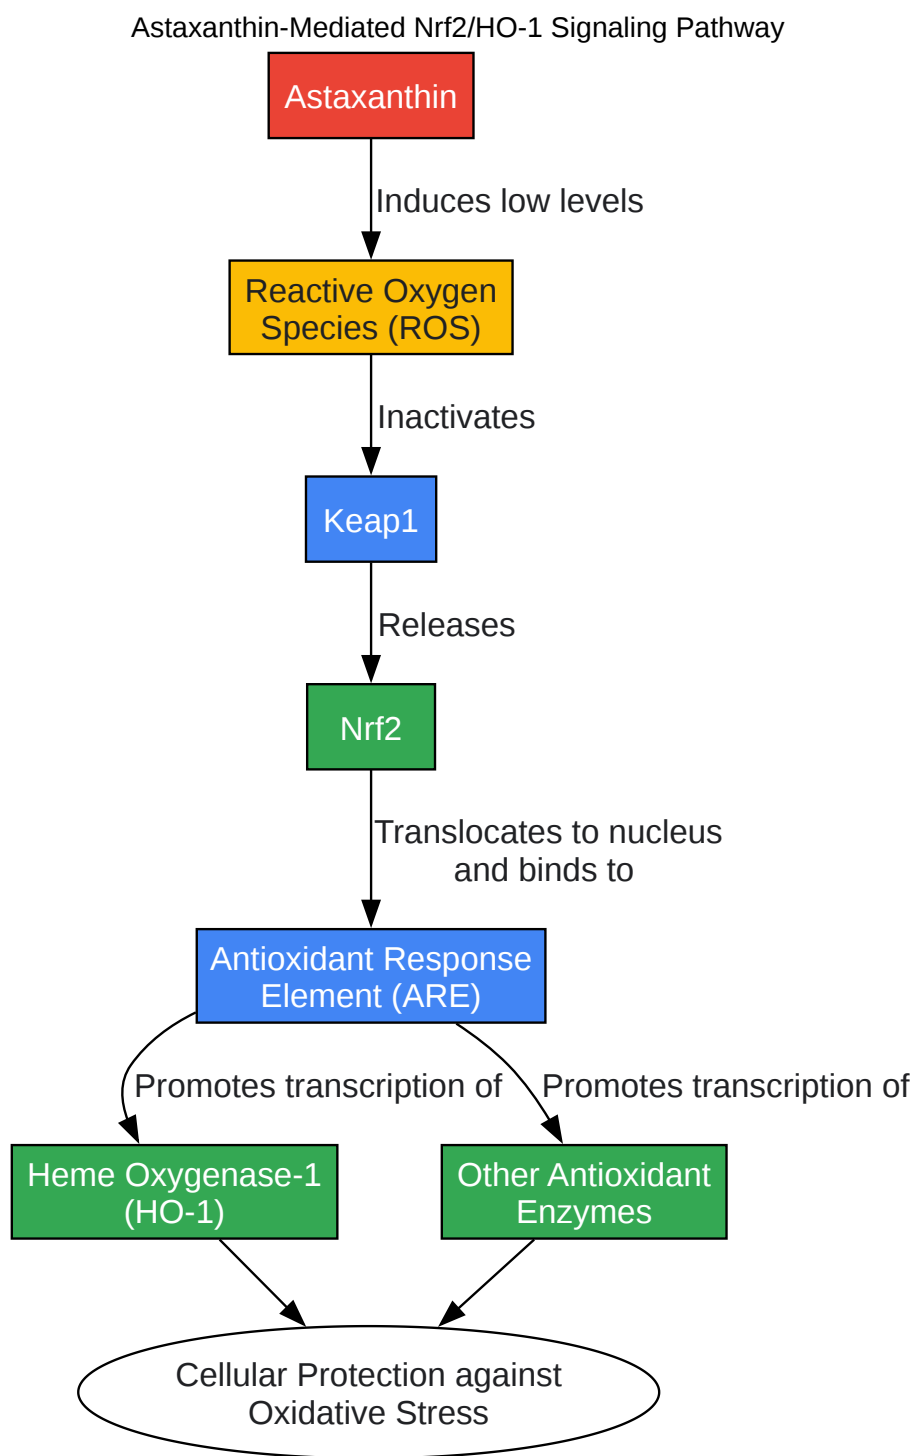 Astaxanthin-Mediated Nrf2/HO-1 Signaling Pathway
Astaxanthin
Induces low levels
Reactive Oxygen
Species (ROS)
Inactivates
Keap1
Releases
Nrf2
Translocates to nucleus
and binds to
Antioxidant Response
Element (ARE)
Promotes transcription of
Promotes transcription of
Heme Oxygenase-1
(HO-1)
Other Antioxidant
Enzymes
Cellular Protection against
Oxidative Stress